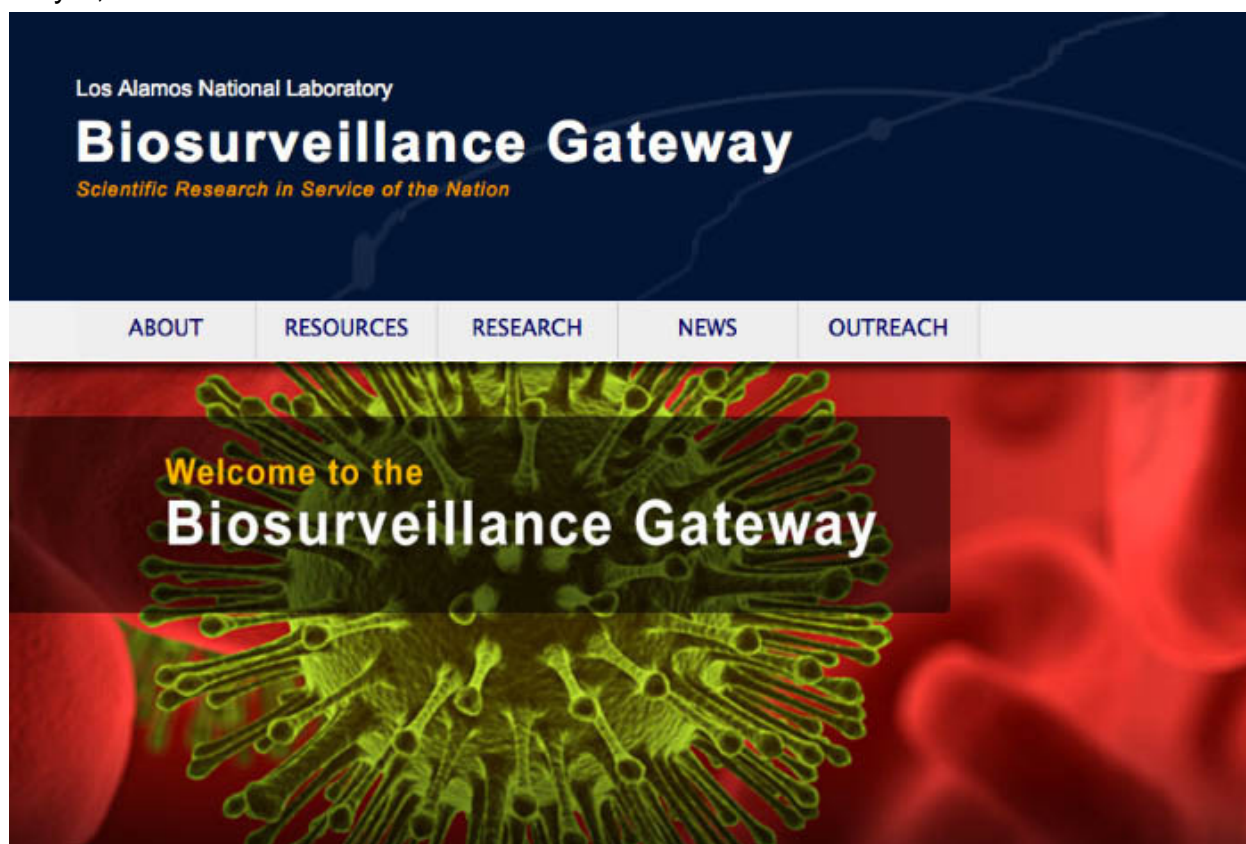 Los Alamos National Laboratory
Biosurveillance Gateway
Scientific Research in Service of the Nation
ABOUT RESOURCES RESEARCH NEWS OUTREACH
Welcome to the
Biosurveillance Gateway